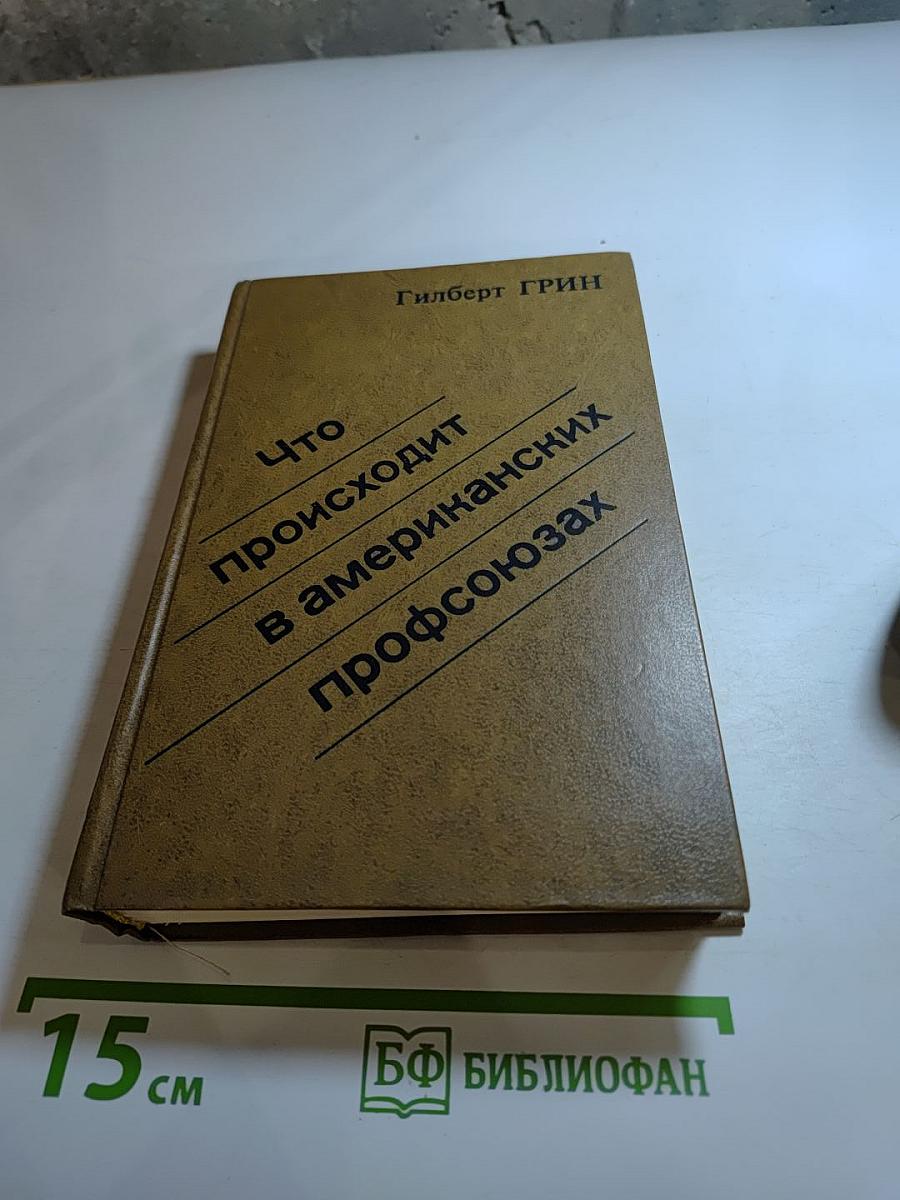 Гилберт ГРИН
Что
происходит
в американских
профсоюзах
15 см
БФ БИБЛИОФАН